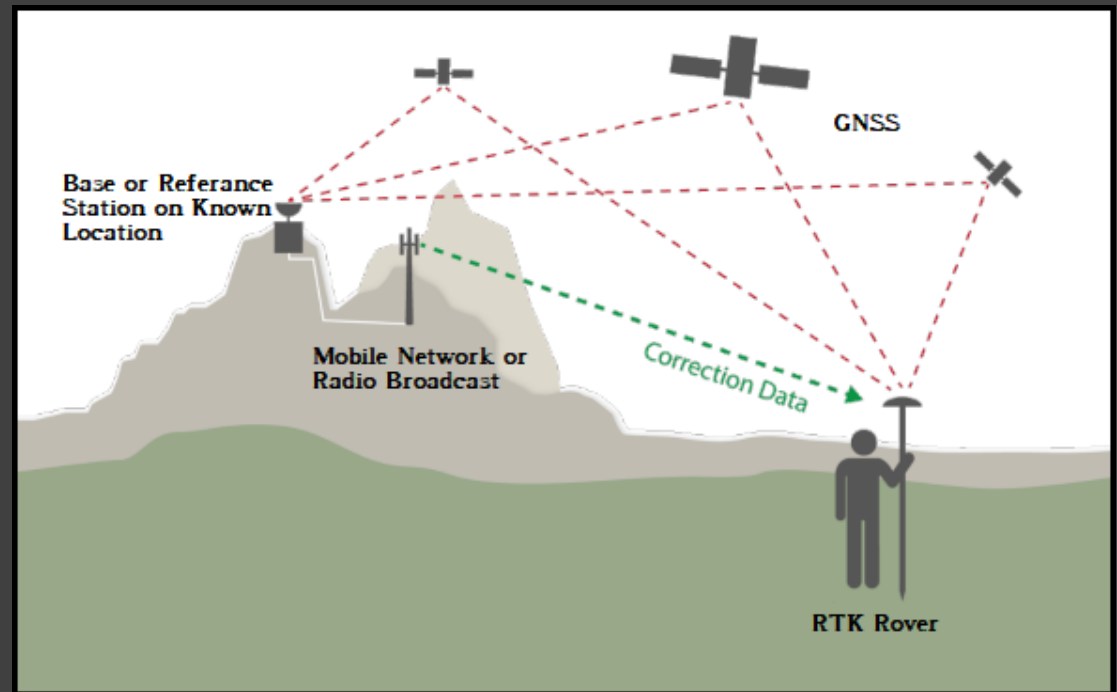 GNSS
Base or Referance
Station on Known
Location
Mobile Network or
Radio Broadcast
Correction Data
RTK Rover